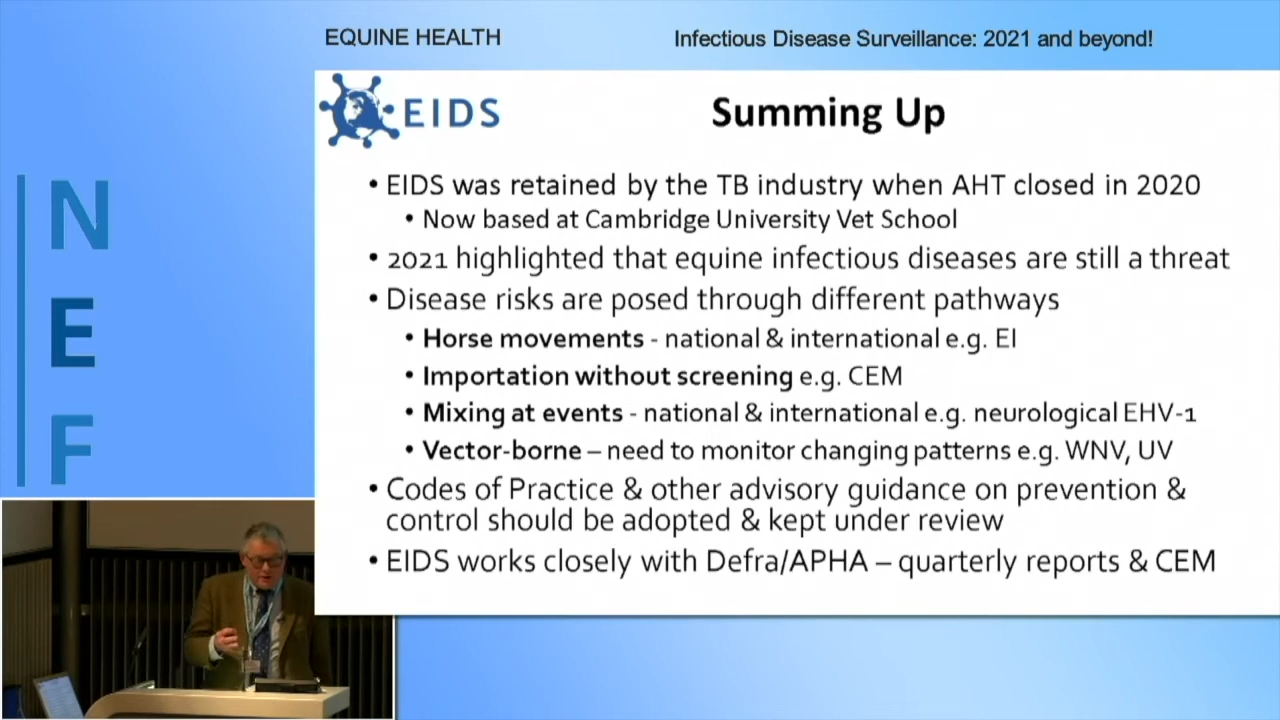 EQUINE HEALTH
Infectious Disease Surveillance: 2021 and beyond!
N
E
F
EIDS
Summing Up
• EIDS was retained by the TB industry when AHT closed in 2020
• Now based at Cambridge University Vet School
• 2021 highlighted that equine infectious diseases are still a threat
• Disease risks are posed through different pathways
• Horse movements - national & international e.g. EI
• Importation without screening e.g. CEM
• Mixing at events - national & international e.g. neurological EHV-1
• Vector-borne – need to monitor changing patterns e.g. WNV, UV
• Codes of Practice & other advisory guidance on prevention &
control should be adopted & kept under review
• EIDS works closely with Defra/APHA – quarterly reports & CEM